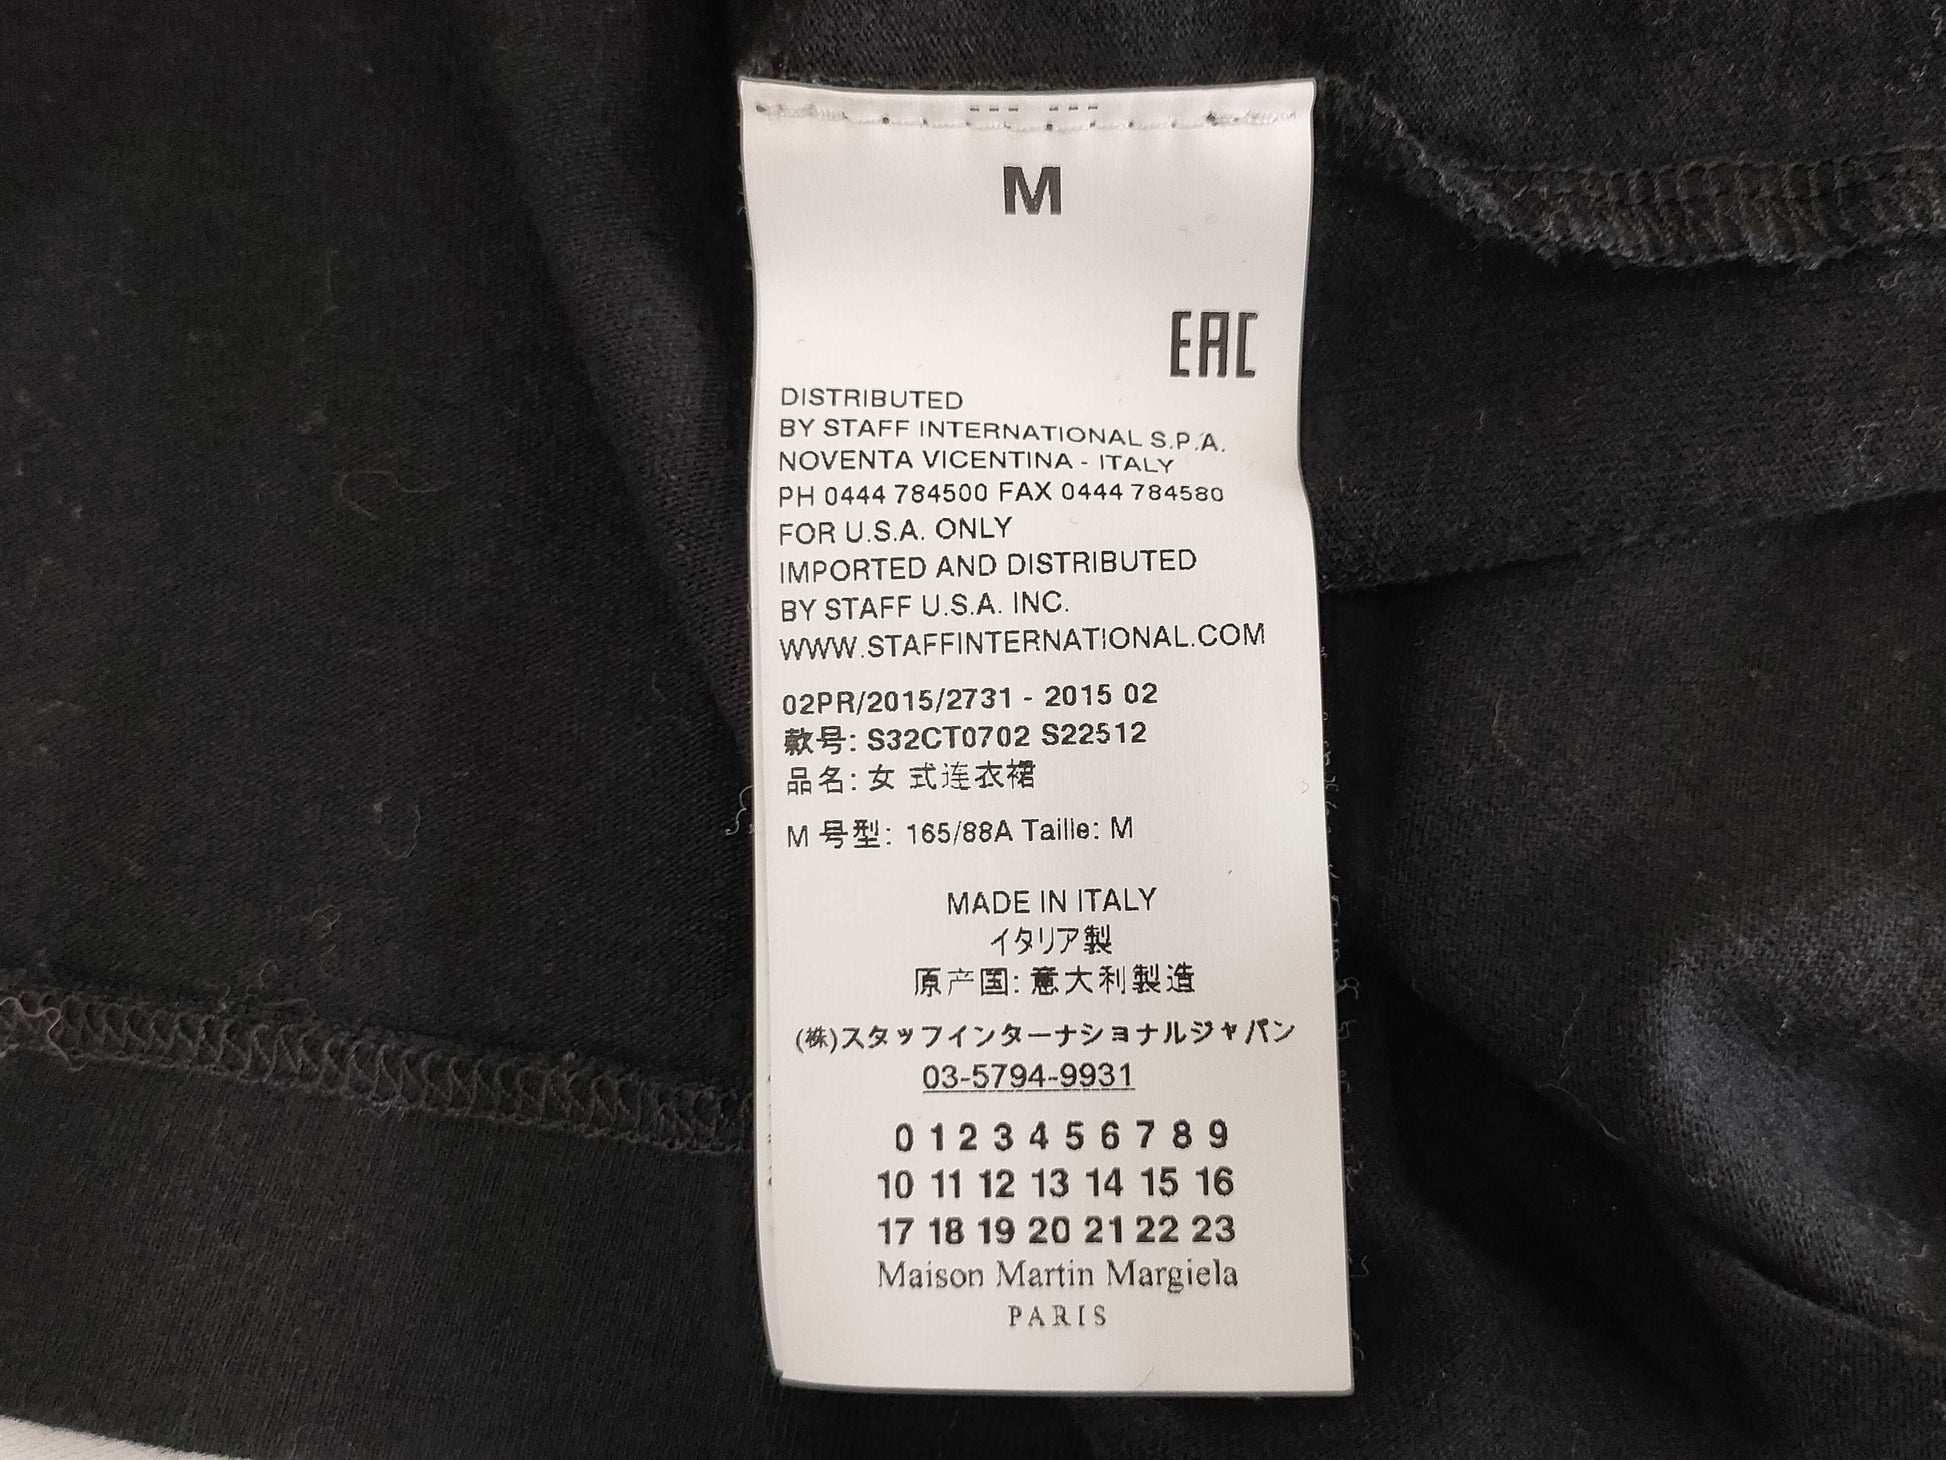 M
EAC
DISTRIBUTED
BY STAFF INTERNATIONAL S.P.A.
NOVENTA VICENTINA - ITALY
PH 0444 784500 FAX 0444 784580
FOR U.S.A. ONLY
IMPORTED AND DISTRIBUTED
BY STAFF U.S.A. INC.
WWW.STAFFINTERNATIONAL.COM
02PR/2015/2731 - 2015 02
款号: S32CT0702 S22512
品名: 女 式连衣裙
M 号型: 165/88A Taille: M
MADE IN ITALY
イタリア製
原产国: 意大利製造
(株)スタッフインターナショナルジャパン
03-5794-9931
0 1 2 3 4 5 6 7 8 9
10 11 12 13 14 15 16
17 18 19 20 21 22 23
Maison Martin Margiela
PARIS